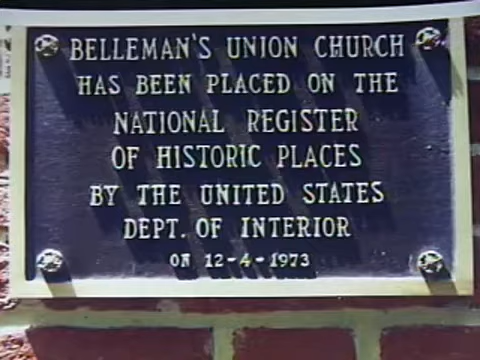 BELLEMAN'S UNION CHURCH
HAS BEEN PLACED ON THE
NATIONAL REGISTER
OF HISTORIC PLACES
BY THE UNITED STATES
DEPT. OF INTERIOR
ON 12-4-1973